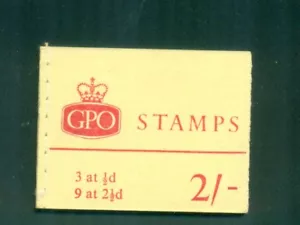 GPO STAMPS
3 at ½d
9 at 2½d
2/-